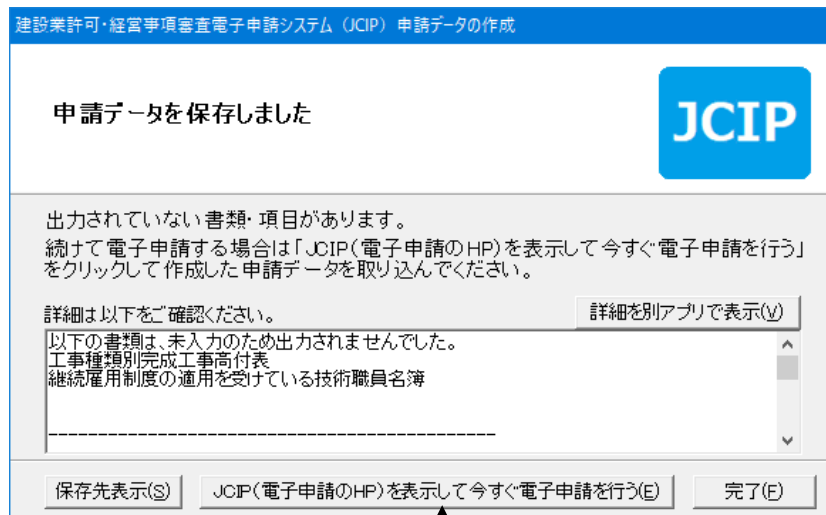 建設業許可・経営事項審査電子申請システム（JCIP）申請データの作成
申請データを保存しました
JCIP
出力されていない書類・項目があります。
続けて電子申請する場合は「JCIP(電子申請のHP)を表示して今すぐ電子申請を行う」
をクリックして作成した申請データを取り込んでください。
詳細は以下をご確認ください。
詳細を別アプリで表示(V)
以下の書類は、未入力のため出力されませんでした。
工事種類別完成工事高付表
継続雇用制度の適用を受けている技術職員名簿
------------------------------------------------
保存先表示(S)
JCIP(電子申請のHP)を表示して今すぐ電子申請を行う(E)
完了(F)